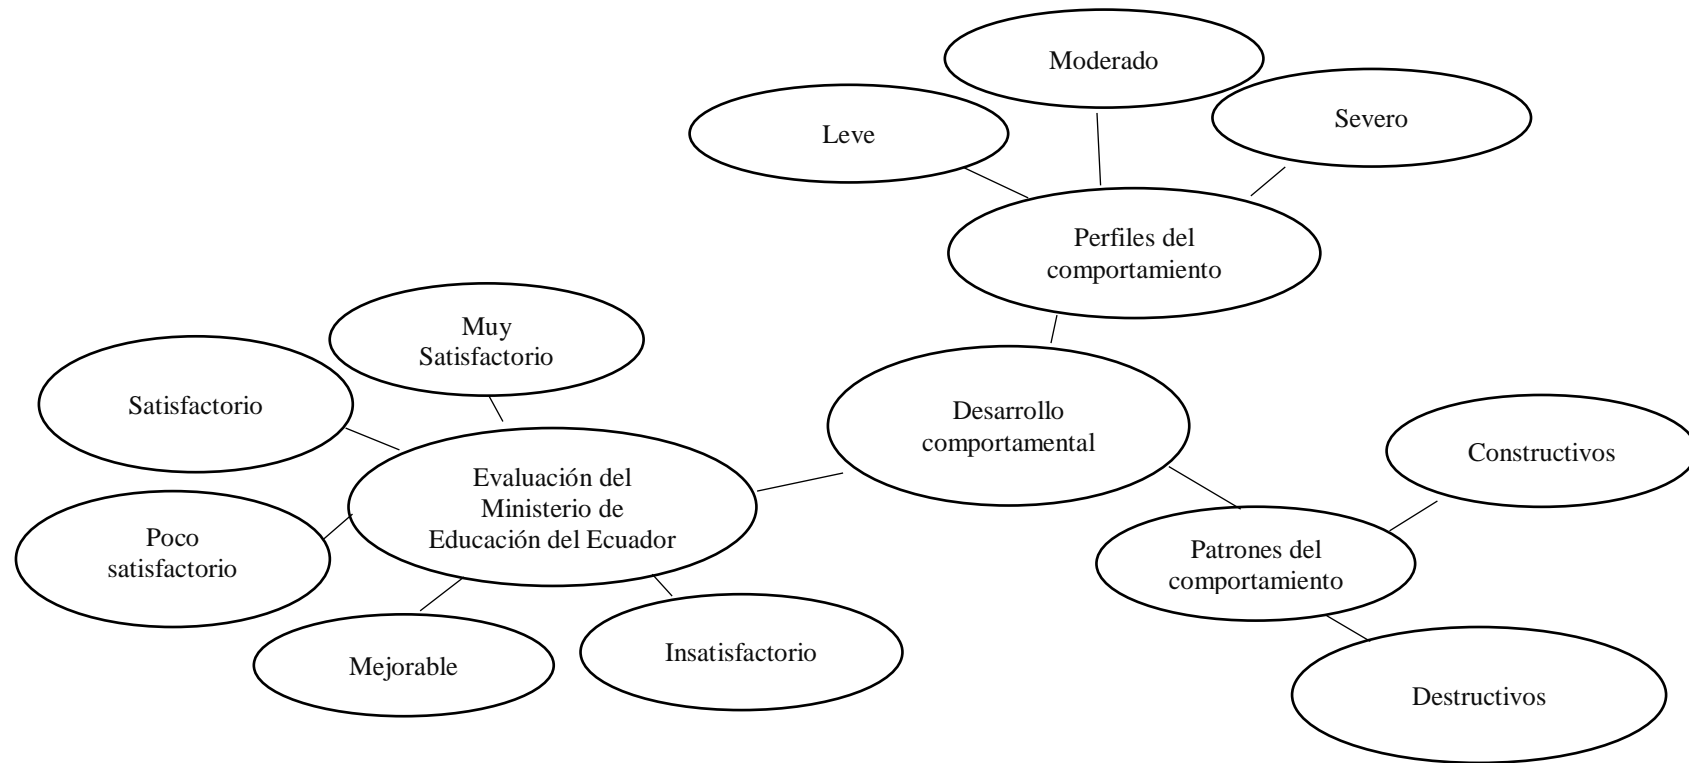 Moderado
Severo
Leve
Perfiles del
comportamiento
Muy
Satisfactorio
Satisfactorio
Desarrollo
comportamental
Constructivos
Evaluación del
Ministerio de
Educación del Ecuador
Poco
satisfactorio
Patrones del
comportamiento
Mejorable
Insatisfactorio
Destructivos